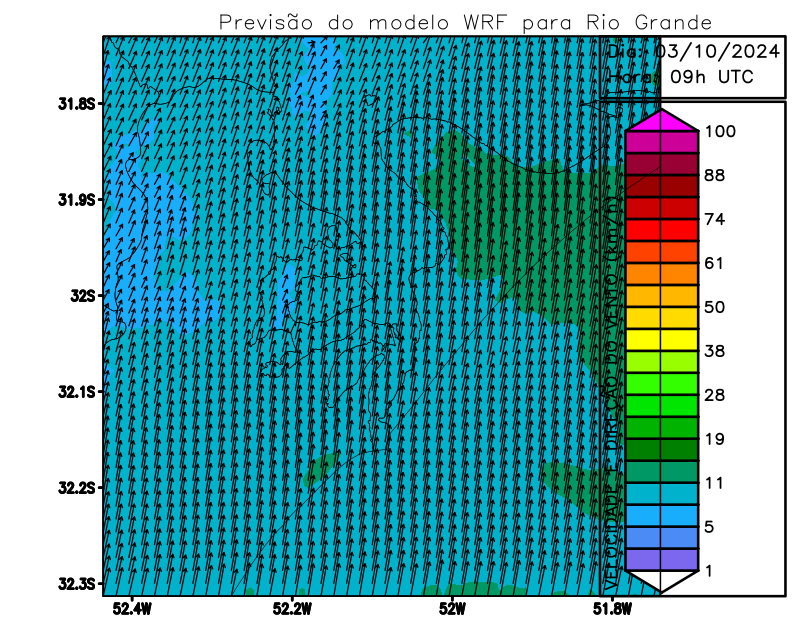 Previsão do modelo WRF para Rio Grande
Dia: 03/10/2024
Hora: 09h UTC
31.8S
31.9S
32S
32.1S
32.2S
32.3S
52.4W
52.2W
52W
51.8W
VELOCIDADE E DIREÇÃO DO VENTO (km/h)
100
88
74
61
50
38
28
19
11
5
1